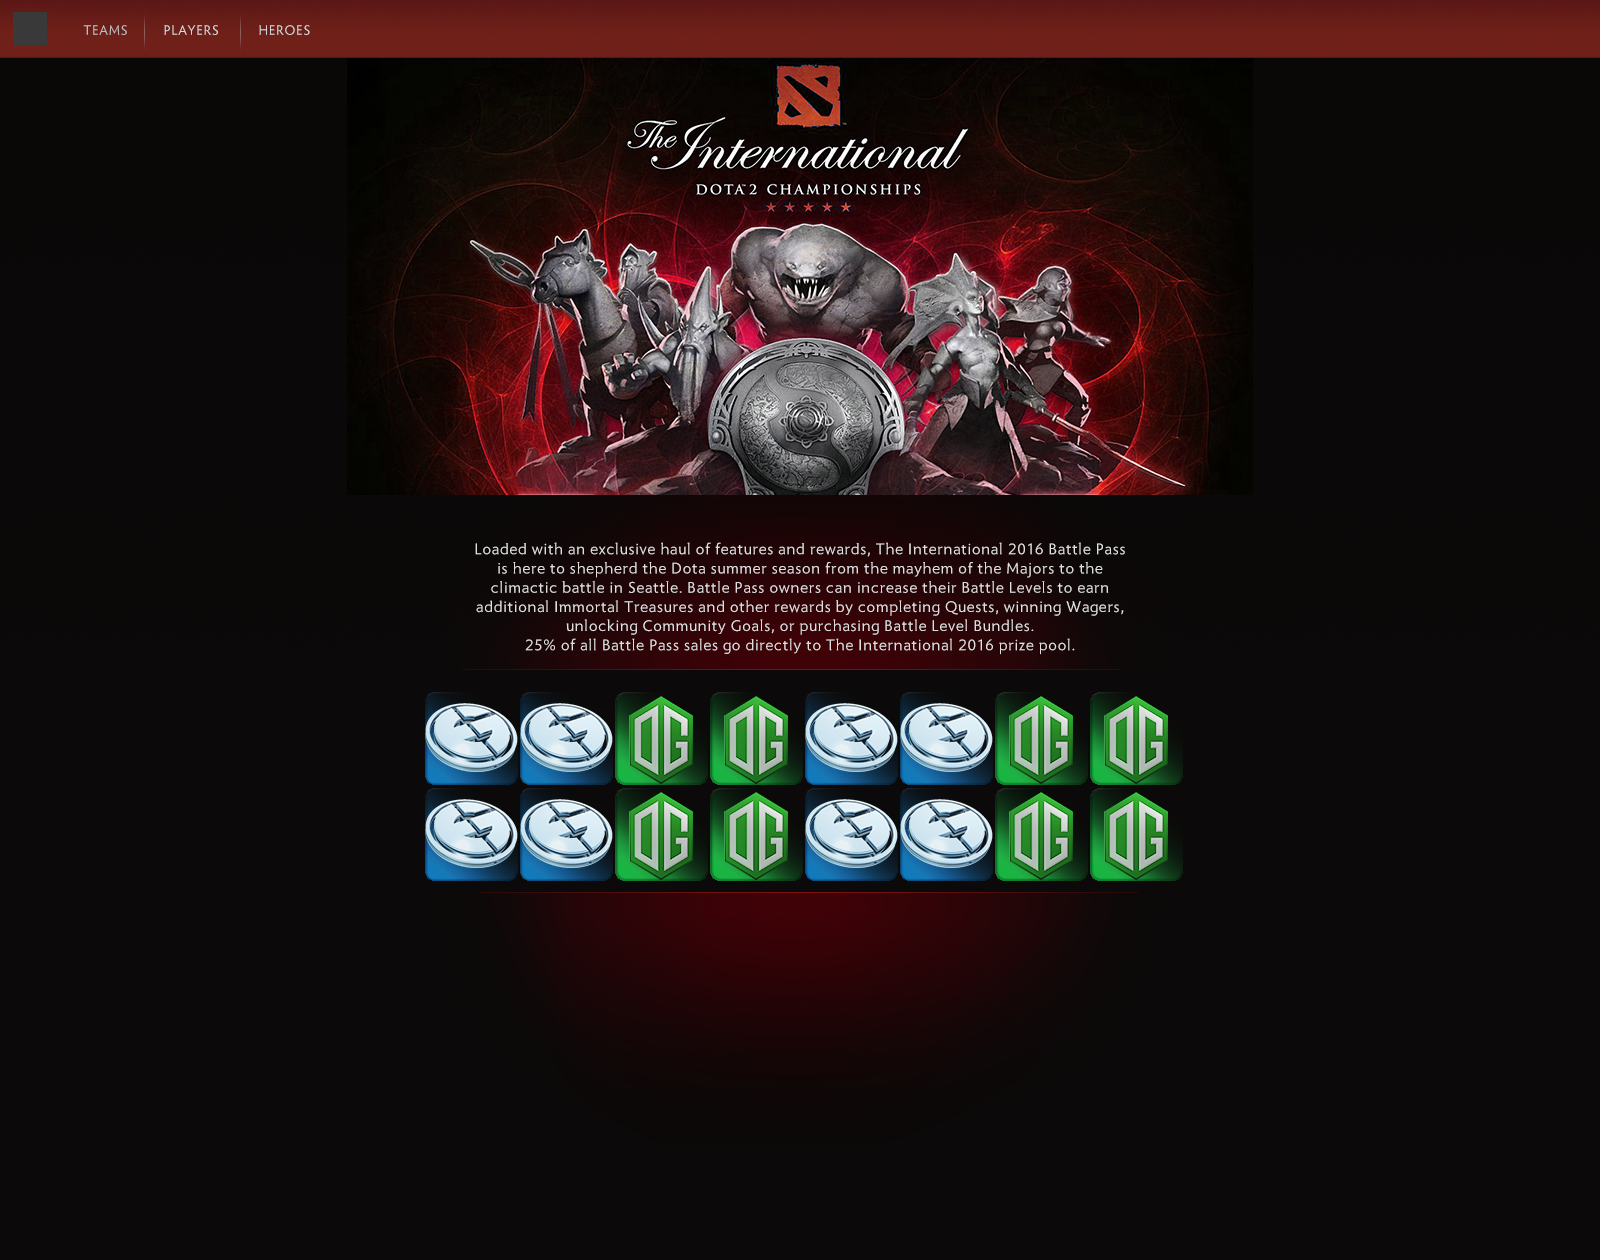 TEAMS
PLAYERS
HEROES
The International
DOTA 2 CHAMPIONSHIPS
Loaded with an exclusive haul of features and rewards, The International 2016 Battle Pass
is here to shepherd the Dota summer season from the mayhem of the Majors to the
climactic battle in Seattle. Battle Pass owners can increase their Battle Levels to earn
additional Immortal Treasures and other rewards by completing Quests, winning Wagers,
unlocking Community Goals, or purchasing Battle Level Bundles.
25% of all Battle Pass sales go directly to The International 2016 prize pool.
OG OG OG OG
OG OG OG OG